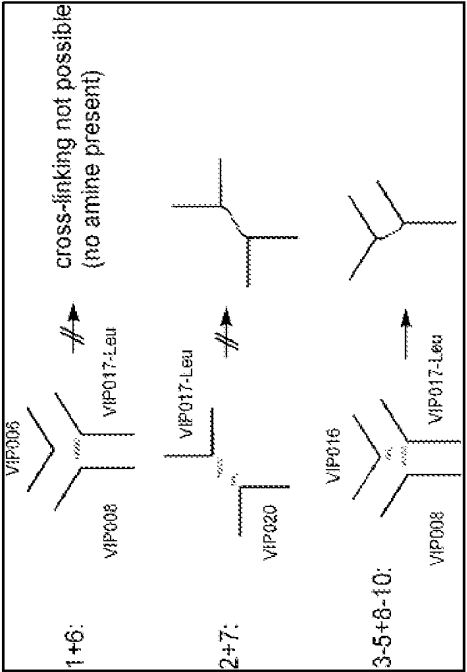 1+6:
VIP006
VIP008
VIP017-Leu
cross-linking not possible
(no amine present)
2+7:
VIP017-Leu
VIP020
3-5+8-10:
VIP016
VIP008
VIP017-Leu